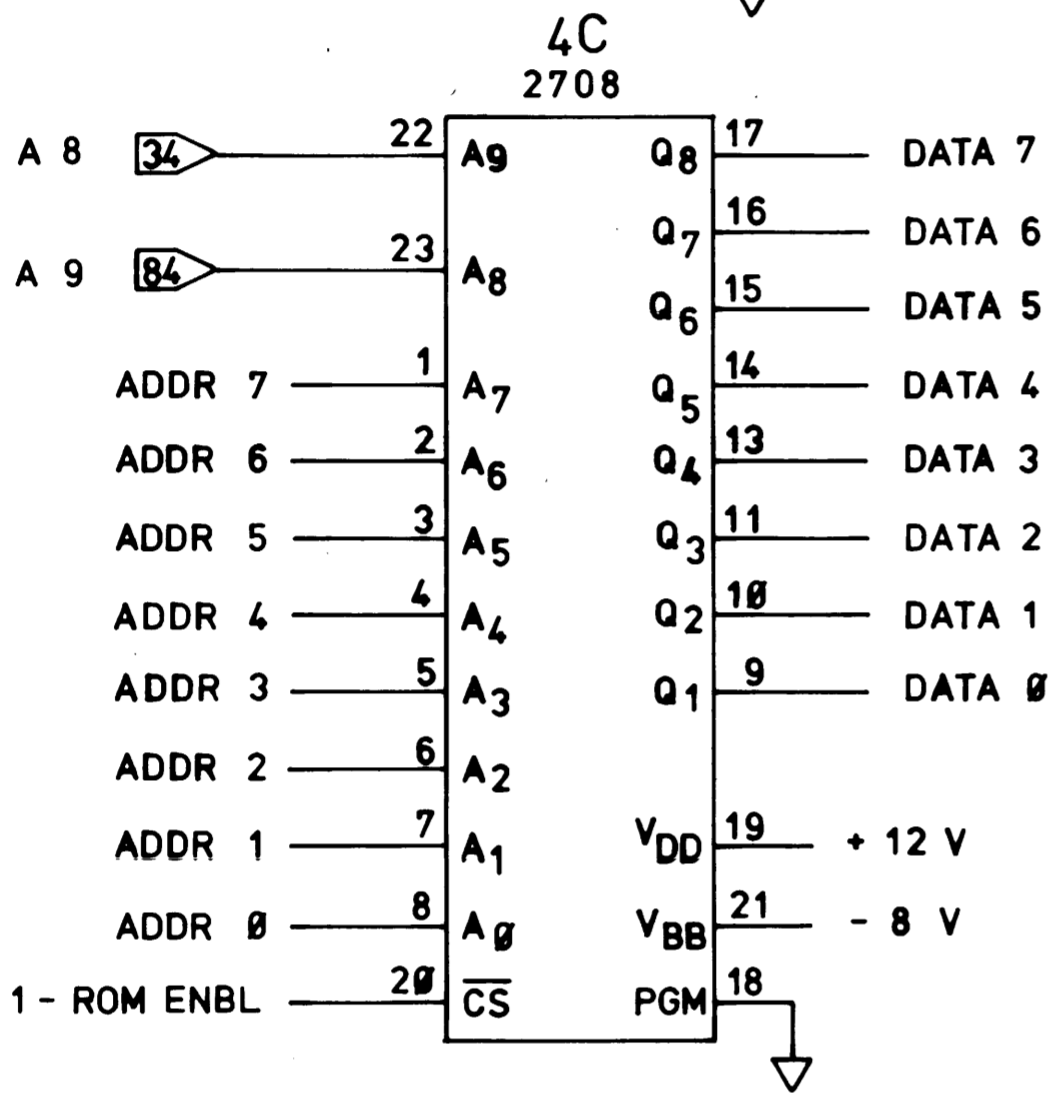 4C
2708
A 8 34 22 A9 Q8 17 DATA 7
Q7 16 DATA 6
A 9 84 23 A8
Q6 15 DATA 5
ADDR 7 1 A7 Q5 14 DATA 4
ADDR 6 2 A6 Q4 13 DATA 3
ADDR 5 3 A5 Q3 11 DATA 2
ADDR 4 4 A4 Q2 1Ø DATA 1
ADDR 3 5 A3 Q1 9 DATA Ø
ADDR 2 6 A2
ADDR 1 7 A1 VDD 19 + 12 V
ADDR Ø 8 AØ VBB 21 - 8 V
1 - ROM ENBL 2Ø C̅S̅ PGM 18